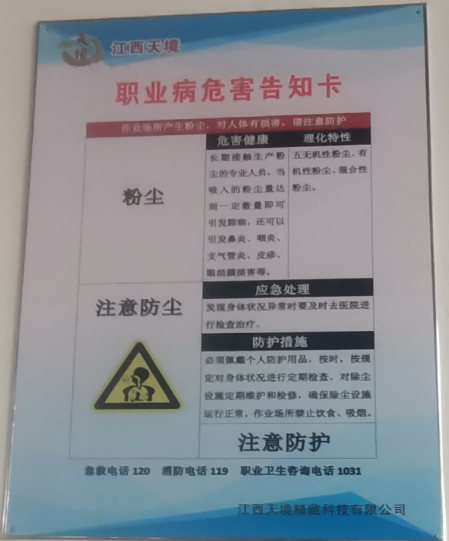 江西天境
职业病危害告知卡
作业场所产生粉尘，对人体有损害，请注意防护
粉尘
危害健康
长期接触生产粉
尘的专业人员，当
吸入的粉尘量达
到一定数量即可
引发肺病，还可以
引发鼻炎、咽炎、
支气管炎、皮疹、
眼结膜损害等。
理化特性
五无机性粉尘、有
机性粉尘、混合性
粉尘。
注意防尘
应急处理
发现身体状况异常时要及时去医院进
行检查治疗。
防护措施
必须佩戴个人防护用品，按时，按规
定对身体状况进行定期检查、对除尘
设施定期维护和检修，确保除尘设施
运行正常，作业场所禁止饮食、吸烟。
注意防护
急救电话 120 消防电话 119 职业卫生咨询电话 1031
江西天境精藏科技有限公司